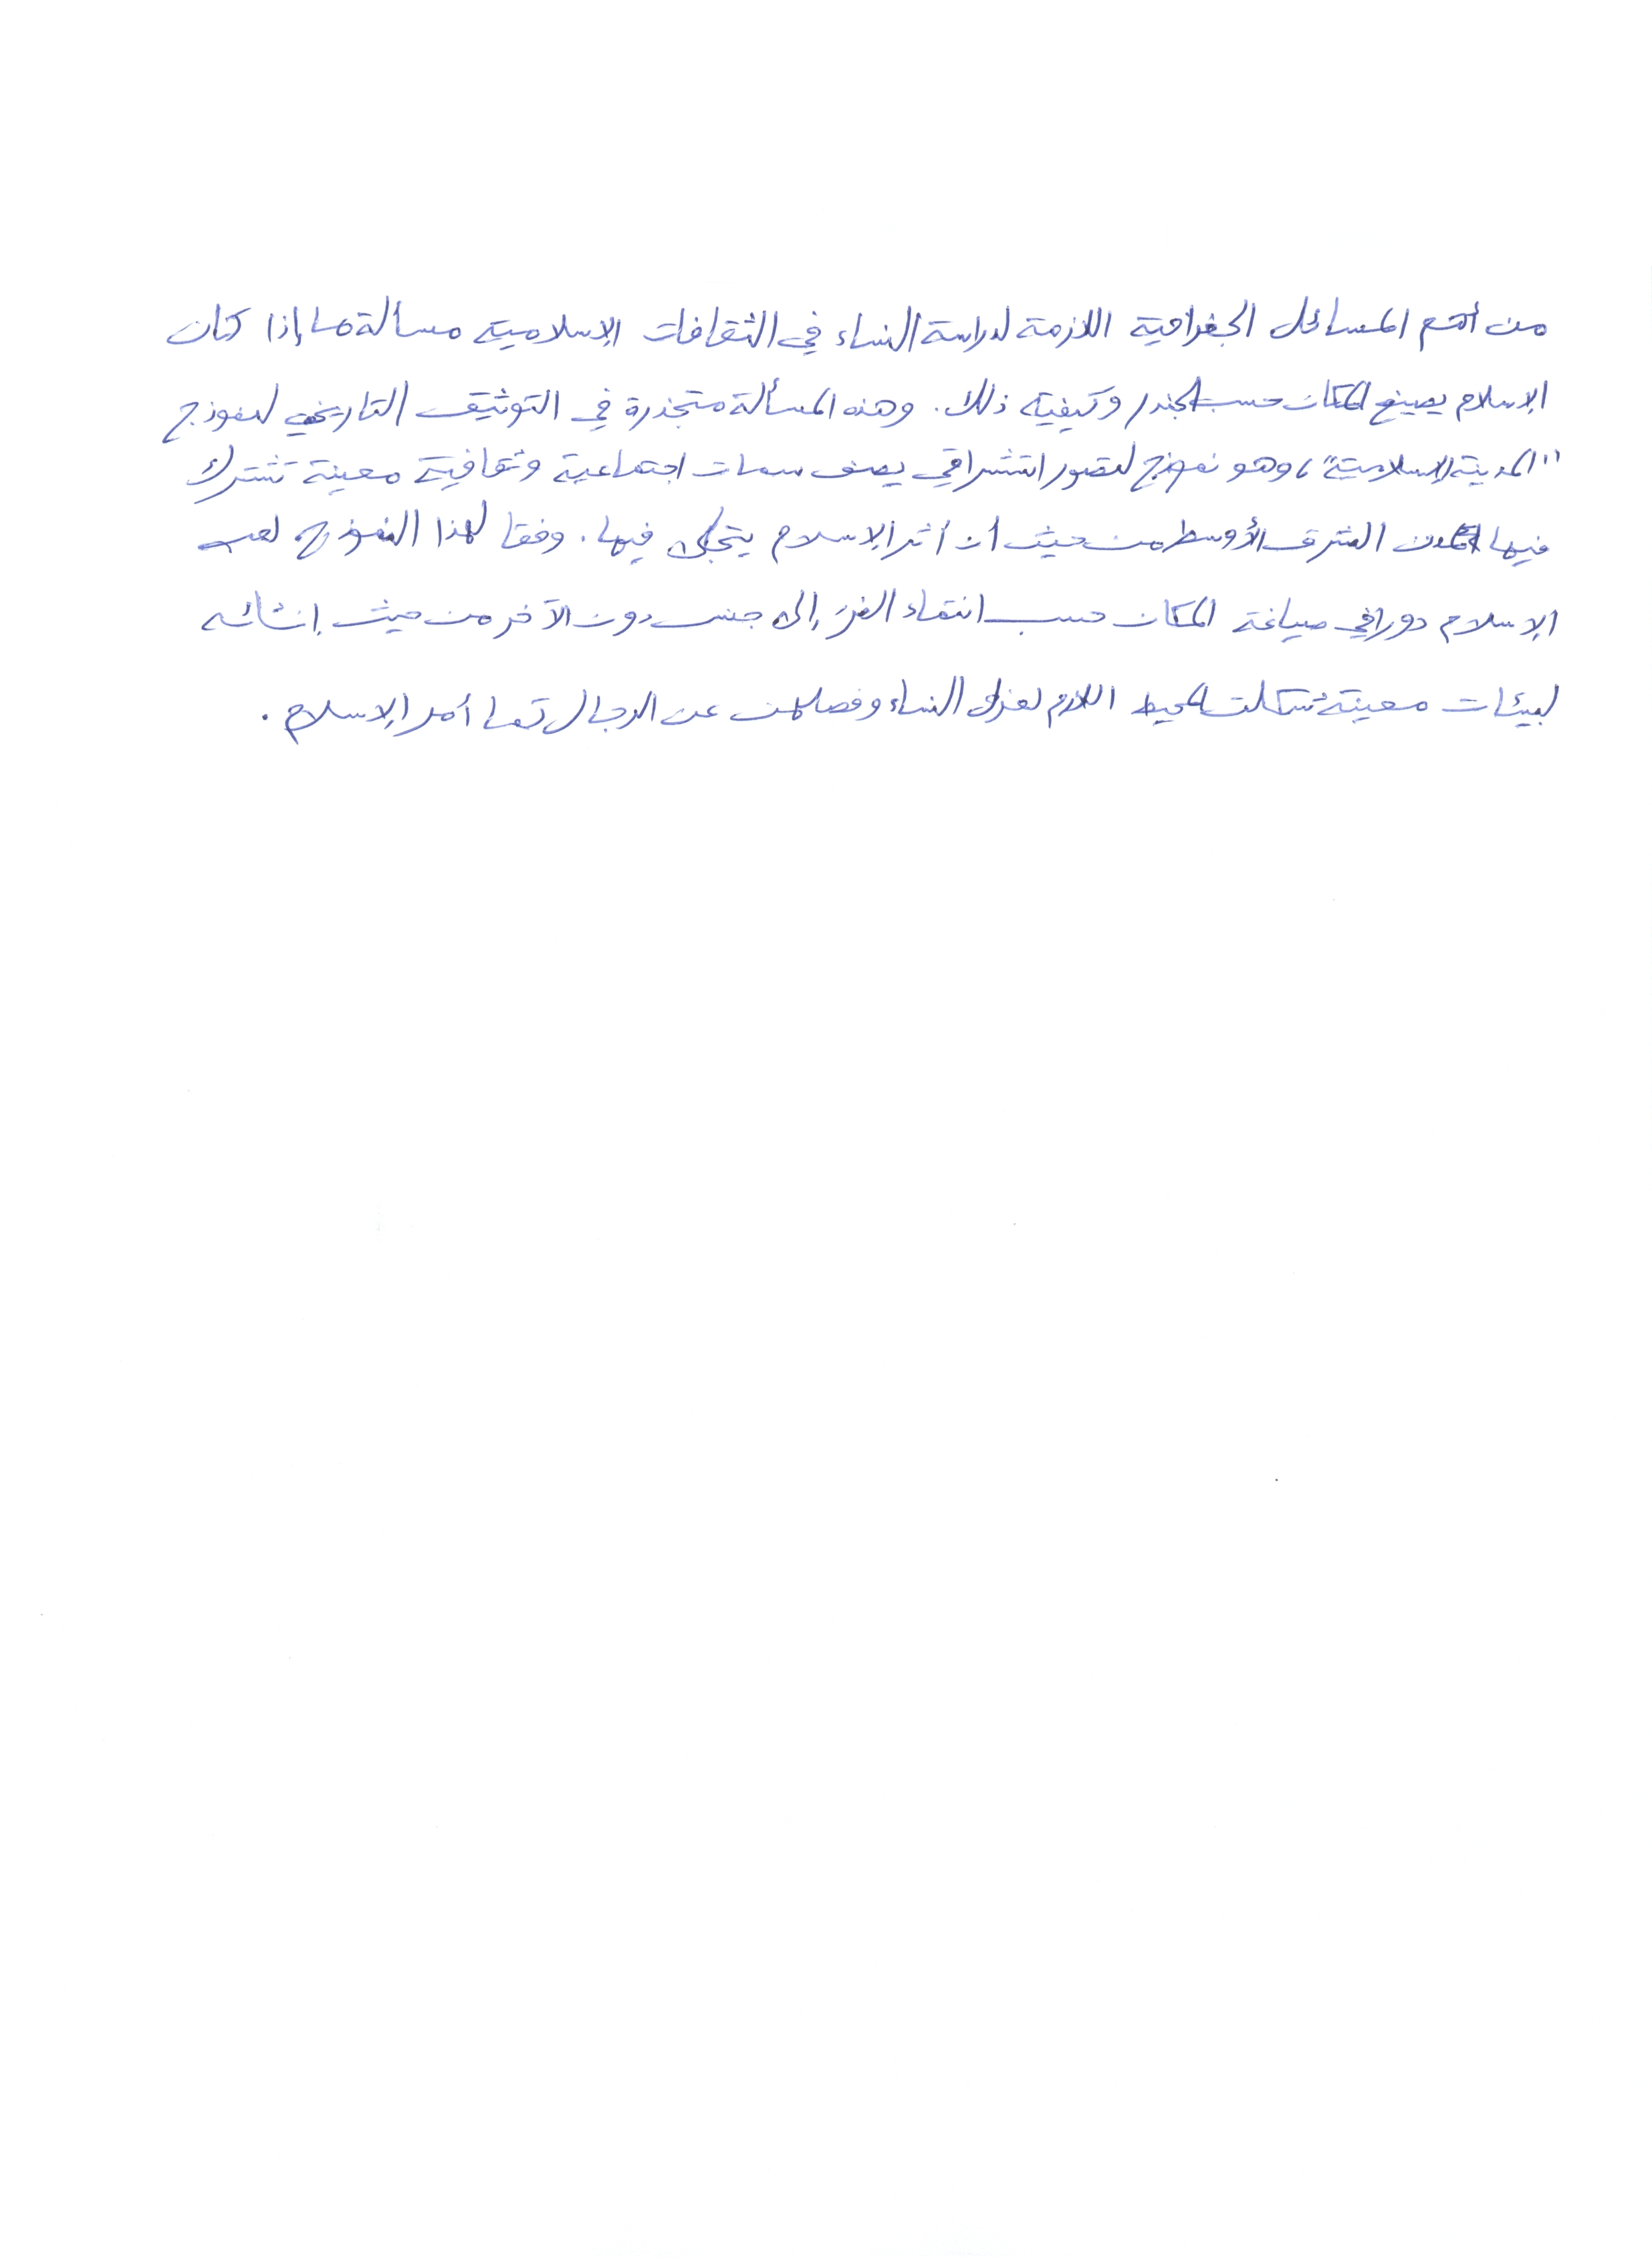 من أهم المسائل الجغرافية اللازمة لدراسة النساء في الثقافات الإسلامية مسألة ما إذا كان
الإسلام يصيغ المكان حسب الجندر وكيفية ذلك. وهذه المسألة متجذرة في التوثيق التاريخي لنموذج
"المدينة الإسلامية"، وهو نموذج لتصور استشراقي يصف سمات اجتماعية وثقافية معينة تشترك
فيها مدن الشرق الأوسط من حيث أن أثر الإسلام يتجلى فيها. وفقا لهذا النموذج لعب
الإسلام دورا في صياغة المكان حسب انتماء الفرد إلى جنس دون الآخر من حيث إنشائه
لبيئات معينة شكلت المحيط اللازم لعزل النساء وفصلهن عن الرجال كما أمر الإسلام.